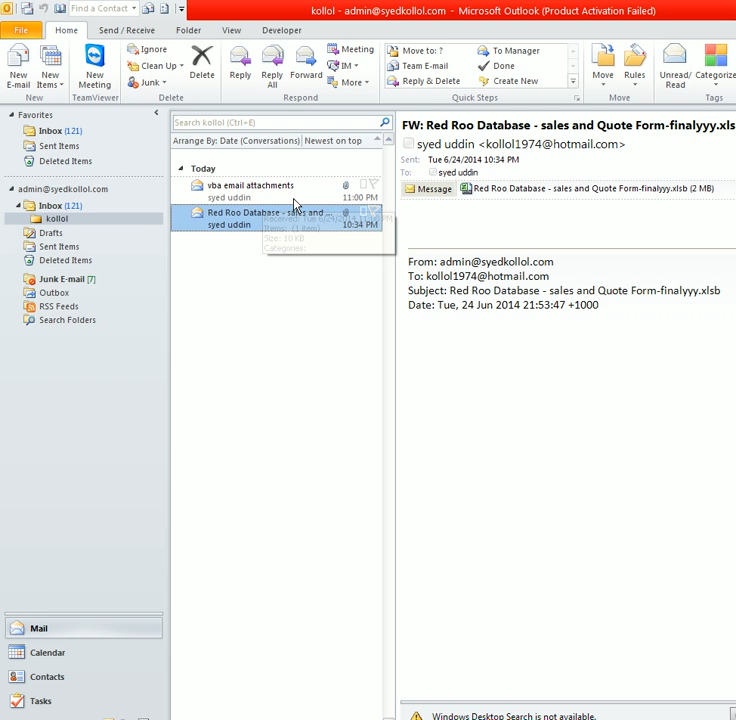 kollol - admin@syedkollol.com - Microsoft Outlook (Product Activation Failed)
Find a Contact
File Home Send / Receive Folder View Developer
New E-mail
New Items
New
New Meeting
TeamViewer
Ignore
Clean Up
Junk
Delete
Delete
Reply
Reply All
Forward
Meeting
IM
More
Respond
Move to: ?
Team E-mail
Reply & Delete
To Manager
Done
Create New
Quick Steps
Move
Rules
Move
Unread/ Read
Categorize
Tags
Favorites
Inbox (121)
Sent Items
Deleted Items
admin@syedkollol.com
Inbox (121)
kollol
Drafts
Sent Items
Deleted Items
Junk E-mail [7]
Outbox
RSS Feeds
Search Folders
Mail
Calendar
Contacts
Tasks
Search kollol (Ctrl+E)
Arrange By: Date (Conversations) Newest on top
Today
vba email attachments
syed uddin 11:00 PM
Red Roo Database - sales and ...
syed uddin 10:34 PM
Items: (1 item)
Size: 10 KB
Categories:
FW: Red Roo Database - sales and Quote Form-finalyyy.xls
syed uddin <kollol1974@hotmail.com>
Sent: Tue 6/24/2014 10:34 PM
To: syed uddin
Message Red Roo Database - sales and Quote Form-finalyyy.xlsb (2 MB)
From: admin@syedkollol.com
To: kollol1974@hotmail.com
Subject: Red Roo Database - sales and Quote Form-finalyyy.xlsb
Date: Tue, 24 Jun 2014 21:53:47 +1000
Windows Desktop Search is not available.